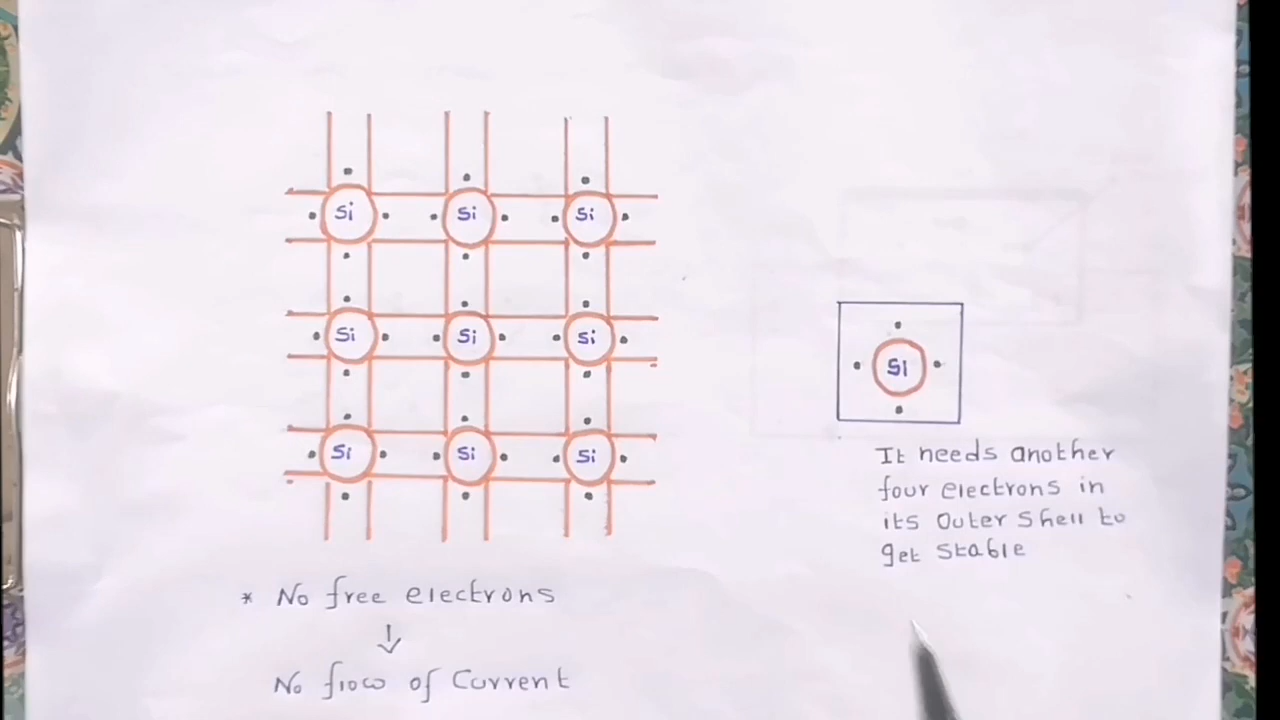 Si Si Si
Si Si Si
Si Si Si
* No free electrons
↓
No flow of Current
Si
It needs another
four electrons in
its Outer Shell to
get stable